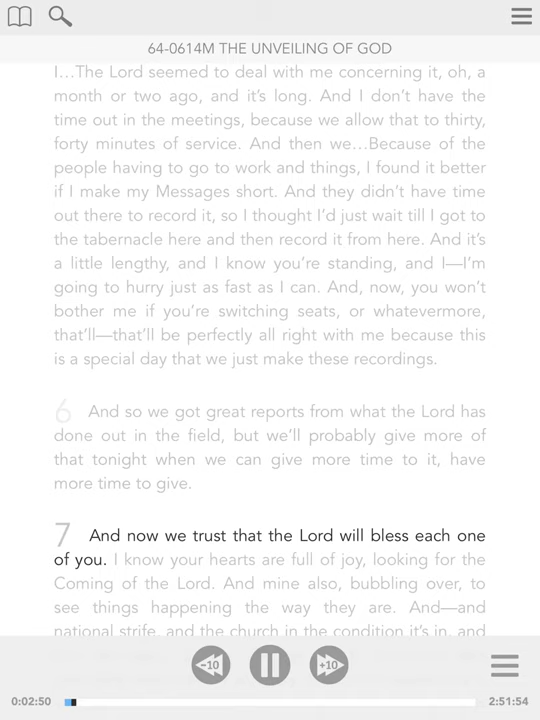 64-0614M THE UNVEILING OF GOD
I…The Lord seemed to deal with me concerning it, oh, a
month or two ago, and it's long. And I don't have the
time out in the meetings, because we allow that to thirty,
forty minutes of service. And then we…Because of the
people having to go to work and things, I found it better
if I make my Messages short. And they didn't have time
out there to record it, so I thought I'd just wait till I got to
the tabernacle here and then record it from here. And it's
a little lengthy, and I know you're standing, and I—I'm
going to hurry just as fast as I can. And, now, you won't
bother me if you're switching seats, or whatevermore,
that'll—that'll be perfectly all right with me because this
is a special day that we just make these recordings.
6 And so we got great reports from what the Lord has
done out in the field, but we'll probably give more of
that tonight when we can give more time to it, have
more time to give.
7 And now we trust that the Lord will bless each one
of you. I know your hearts are full of joy, looking for the
Coming of the Lord. And mine also, bubbling over, to
see things happening the way they are. And—and
national strife, and the church in the condition it's in, and
-10 +10
0:02:50 2:51:54